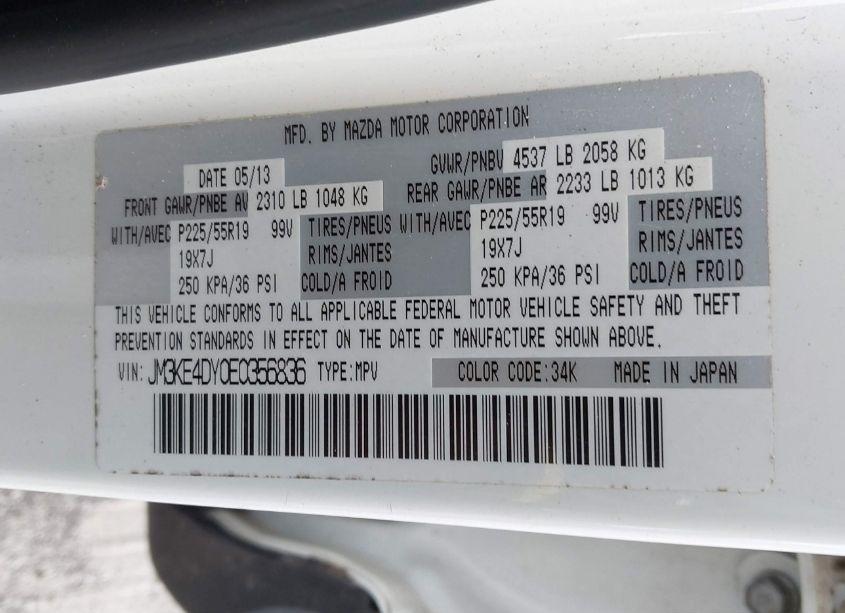 MFD. BY MAZDA MOTOR CORPORATION
DATE 05/13 GVWR/PNBV 4537 LB 2058 KG
FRONT GAWR/PNBE AV 2310 LB 1048 KG REAR GAWR/PNBE AR 2233 LB 1013 KG
WITH/AVEC P225/55R19 99V TIRES/PNEUS WITH/AVEC P225/55R19 99V TIRES/PNEUS
19X7J RIMS/JANTES 19X7J RIMS/JANTES
250 KPA/36 PSI COLD/A FROID 250 KPA/36 PSI COLD/A FROID
THIS VEHICLE CONFORMS TO ALL APPLICABLE FEDERAL MOTOR VEHICLE SAFETY AND THEFT
PREVENTION STANDARDS IN EFFECT ON THE DATE OF MANUFACTURE SHOWN ABOVE.
VIN: JM3KE4DY0E0356836 TYPE:MPV COLOR CODE:34K MADE IN JAPAN